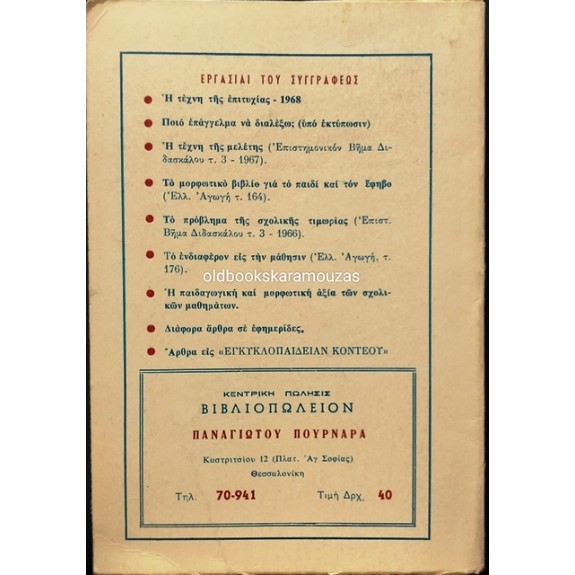 ΕΡΓΑΣΙΑΙ ΤΟΥ ΣΥΓΓΡΑΦΕΩΣ
● Ἡ τέχνη τῆς ἐπιτυχίας - 1968
● Ποιό ἐπάγγελμα νά διαλέξω; (ὑπό ἐκτύπωσιν)
● Ἡ τέχνη τῆς μελέτης (Ἐπιστημονικόν Βῆμα Δι-
δασκάλου τ. 3 - 1967).
● Τό μορφωτικό βιβλίο γιά τό παιδί καί τόν ἔφηβο
(Ἑλλ. Ἀγωγή τ. 164).
● Τό πρόβλημα τῆς σχολικῆς τιμωρίας (Ἐπιστ.
Βῆμα Διδασκάλου τ. 3 - 1966).
● Τό ἐνδιαφέρον εἰς τήν μάθησιν (Ἑλλ. Ἀγωγή, τ.
176).
oldbookskaramouzas
● Ἡ παιδαγωγική καί μορφωτική ἀξία τῶν σχολι-
κῶν μαθημάτων.
● Διάφορα ἄρθρα σέ ἐφημερίδες.
● Ἄρθρα εἰς «ΕΓΚΥΚΛΟΠΑΙΔΕΙΑΝ ΚΟΝΤΕΟΥ»
ΚΕΝΤΡΙΚΗ ΠΩΛΗΣΙΣ
ΒΙΒΛΙΟΠΩΛΕΙΟΝ
ΠΑΝΑΓΙΩΤΟΥ ΠΟΥΡΝΑΡΑ
Καστριτσίου 12 (Πλατ. Ἁγ Σοφίας)
Θεσσαλονίκη
Τηλ. 70-941 Τιμή Δρχ. 40